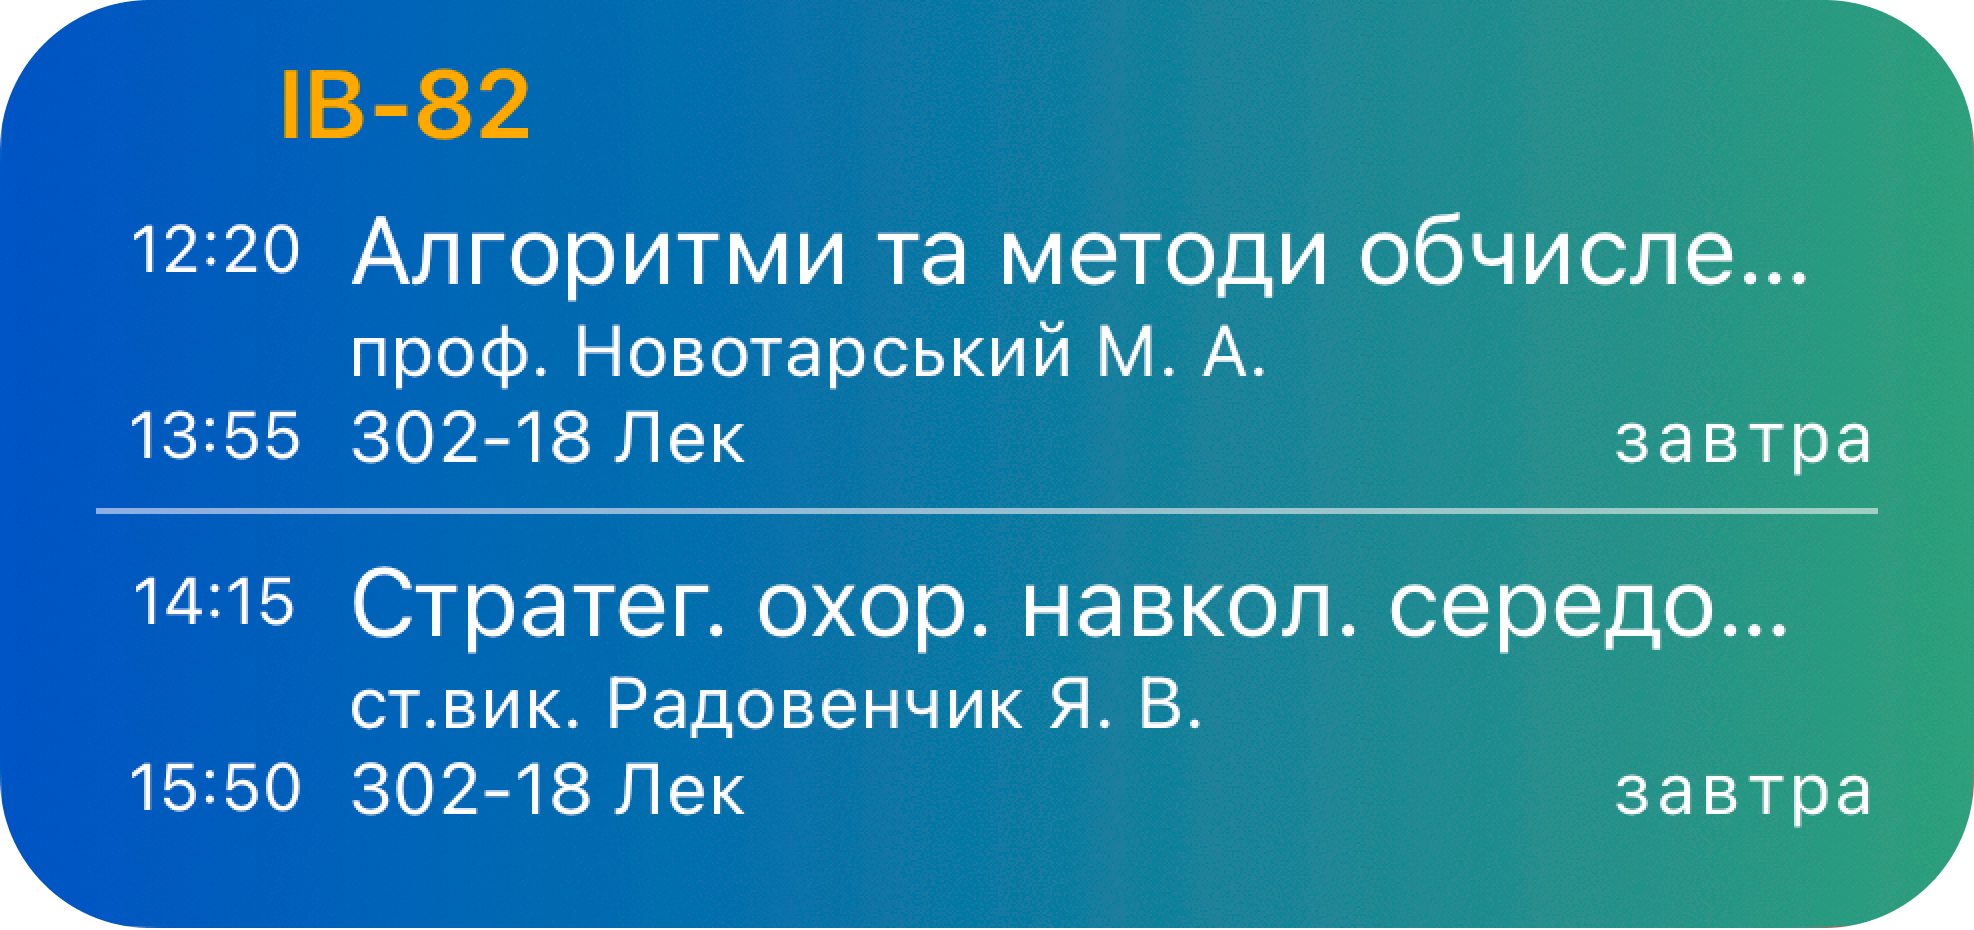 ІВ-82
12:20 Алгоритми та методи обчисле...
проф. Новотарський М. А.
13:55 302-18 Лек завтра
14:15 Стратег. охор. навкол. середо...
ст.вик. Радовенчик Я. В.
15:50 302-18 Лек завтра